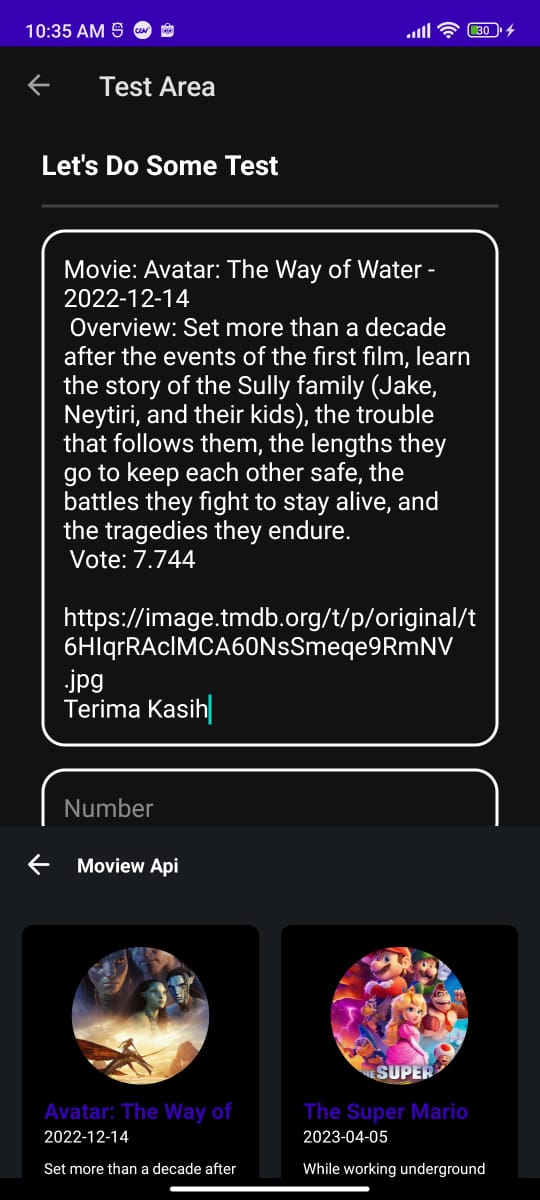 10:35 AM
30
Test Area
Let's Do Some Test
Movie: Avatar: The Way of Water -
2022-12-14
Overview: Set more than a decade
after the events of the first film, learn
the story of the Sully family (Jake,
Neytiri, and their kids), the trouble
that follows them, the lengths they
go to keep each other safe, the
battles they fight to stay alive, and
the tragedies they endure.
Vote: 7.744
https://image.tmdb.org/t/p/original/t
6HIqrRAclMCA60NsSmeqe9RmNV
.jpg
Terima Kasih
Number
Moview Api
THE SUPER
Avatar: The Way of
2022-12-14
Set more than a decade after
The Super Mario
2023-04-05
While working underground